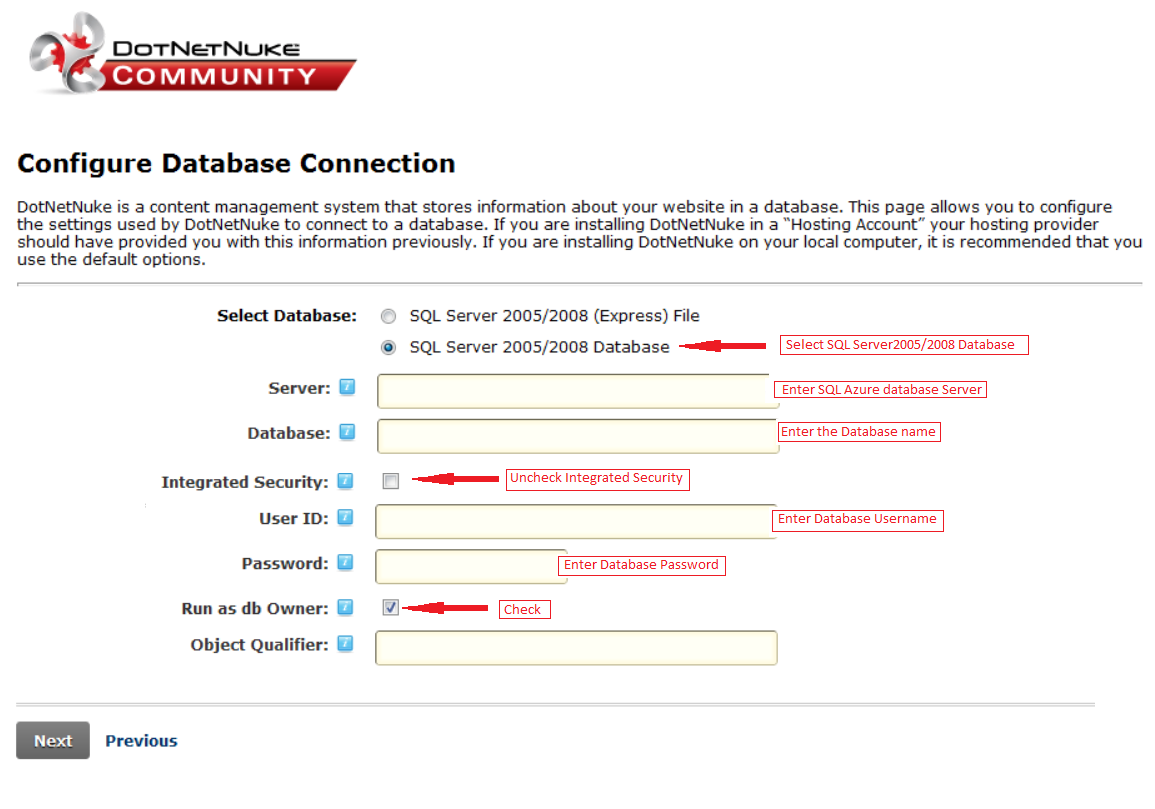 DOTNETNUKE
COMMUNITY
Configure Database Connection
DotNetNuke is a content management system that stores information about your website in a database. This page allows you to configure
the settings used by DotNetNuke to connect to a database. If you are installing DotNetNuke in a “Hosting Account” your hosting provider
should have provided you with this information previously. If you are installing DotNetNuke on your local computer, it is recommended that you
use the default options.
Select Database: SQL Server 2005/2008 (Express) File
SQL Server 2005/2008 Database Select SQL Server2005/2008 Database
Server: i Enter SQL Azure database Server
Database: i Enter the Database name
Integrated Security: i Uncheck Integrated Security
User ID: i Enter Database Username
Password: i Enter Database Password
Run as db Owner: i Check
Object Qualifier: i
Next Previous